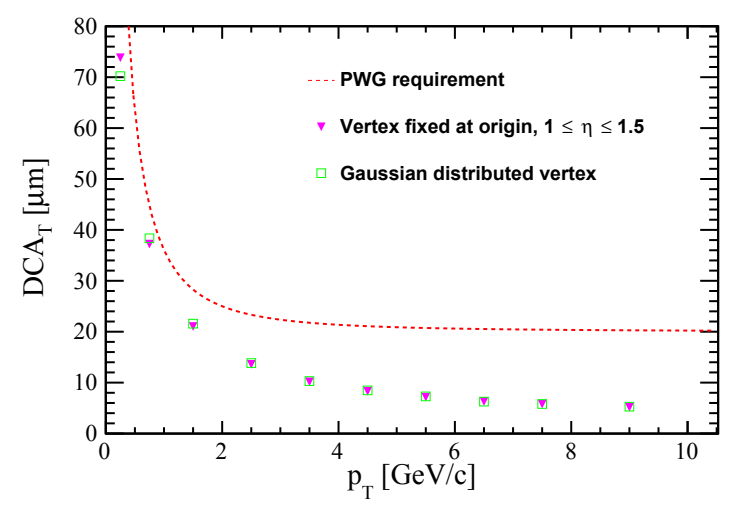 80
70
60
50
40
30
20
10
0
DCA_T [μm]
PWG requirement
Vertex fixed at origin, 1 ≤ η ≤ 1.5
Gaussian distributed vertex
0 2 4 6 8 10
p_T [GeV/c]